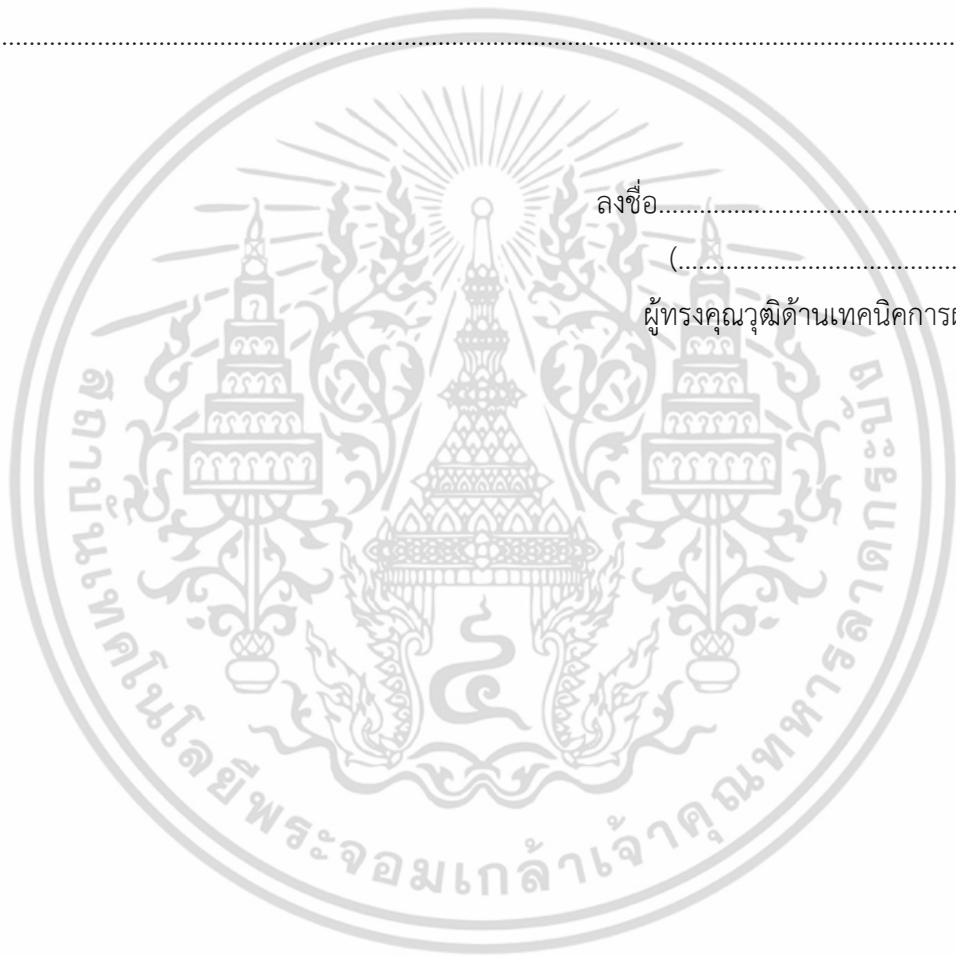 ................................................................................................................................................
ลงชื่อ............................................
(.........................................
ผู้ทรงคุณวุฒิด้านเทคนิคการ
สถาบันเทคโนโลยีพระจอมเกล้าเจ้าคุณทหารลาดกระบัง
๔